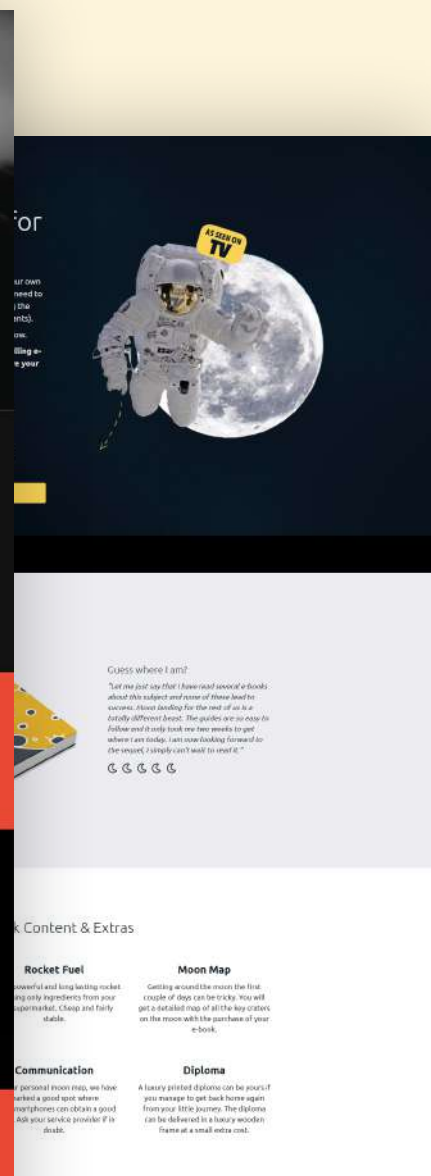 for
AS SEEN ON
TV
ur own
need to
the
nts).
ow.
lling e-
e your
Guess where I am?
"Let me just say that I have read several e-books
about this subject and none of these lead to
success. Moon landing for the rest of us is a
totally different beast. The guides are so easy to
follow and it only took me two weeks to get
where I am today. I am now looking forward to
the sequel, I simply can't wait to read it."
k Content & Extras
Rocket Fuel
powerful and long lasting rocket
ing only ingredients from your
supermarket. Cheap and fairly
stable.
Moon Map
Getting around the moon the first
couple of days can be tricky. You will
get a detailed map of all the key craters
on the moon with the purchase of your
e-book.
Communication
r personal moon map, we have
arked a good spot where
martphones can obtain a good
Ask your service provider if in
doubt.
Diploma
A luxury printed diploma can be yours if
you manage to get back home again
from your little journey. The diploma
can be delivered in a luxury wooden
frame at a small extra cost.